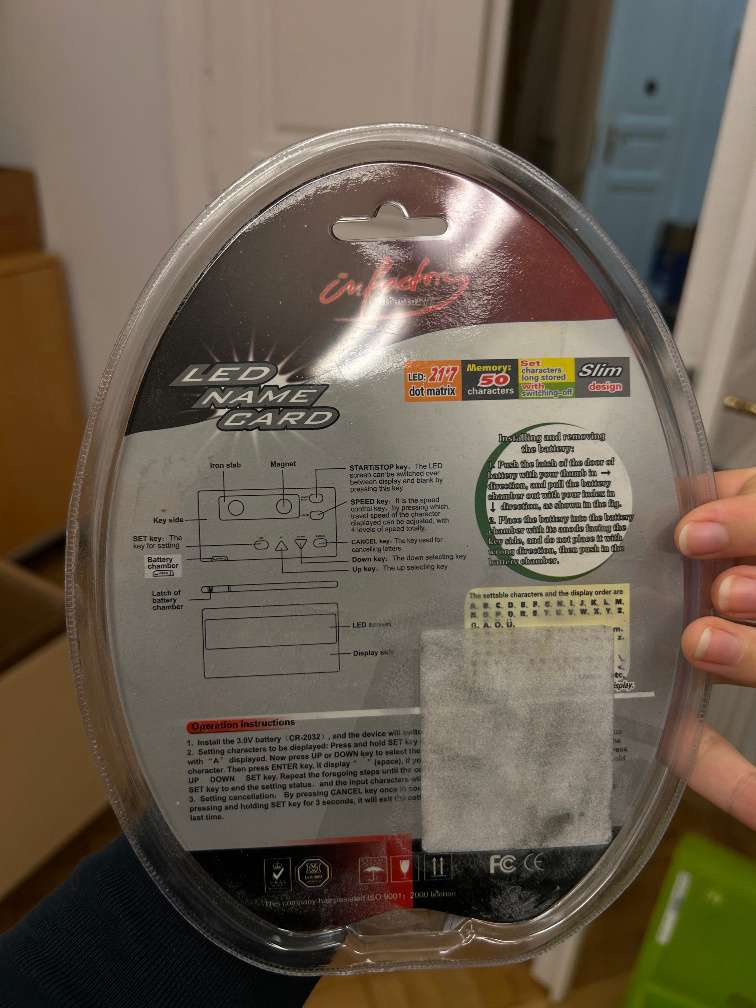 infactory
LED
NAME
CARD
LED: 21*7
dot matrix
Memory:
50
characters
Set
characters
long stored
With
switching-off
Slim
design
Iron slab
Magnet
Key side
SET key: The
key for setting
Battery
chamber
Latch of
battery
chamber
START/STOP key. The LED
screen can be switched over
between display and blank by
pressing this key.
SPEED key: It is the speed
control key, by pressing which
travel speed of the character
displayed can be adjusted, with
4 levels of speed totally.
CANCEL key: The key used for
cancelling letters
Down key: The down selecting key
Up key: The up selecting key
LED screen
Display side
Installing and removing
the battery:
1. Push the latch of the door of
battery with your thumb in →
direction, and pull the battery
chamber out with your index in
↓ direction, as shown in the fig.
2. Place the battery into the battery
chamber with its anode facing the
Key side, and do not place it with
wrong direction, then push in the
battery chamber.
The settable characters and the display order are
A. B. C. D. E. F. G. H. I. J. K. L. M.
N. O. P. Q. R. S. T. U. V. W. X. Y. Z.
m.
z.
display.
Operation Instructions
1. Install the 3.0V battery (CR-2032), and the device will
2. Setting characters to be displayed: Press and hold SET key
with "A" displayed. Now press UP or DOWN key to select the
character. Then press ENTER key, it display " " (space), if
UP DOWN SET key. Repeat the foregoing steps until the
SET key to end the setting status, and the input characters
3. Setting cancellation. By pressing CANCEL key once in
pressing and holding SET key for 3 seconds, it will exit the
last time.
FC CE
This company has passed ISO 9001: 2000 license